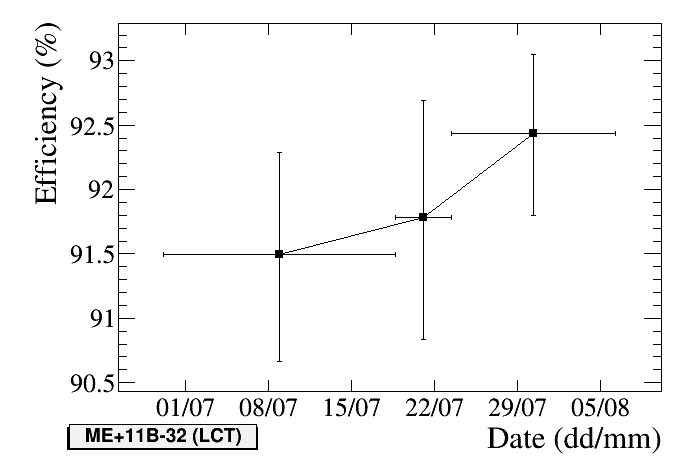 Efficiency (%)
93
92.5
92
91.5
91
90.5
01/07 08/07 15/07 22/07 29/07 05/08
ME+11B-32 (LCT)
Date (dd/mm)